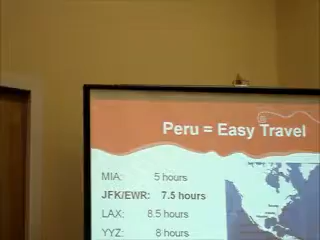 Peru = Easy Travel
MIA: 5 hours
JFK/EWR: 7.5 hours
LAX: 8.5 hours
YYZ: 8 hours